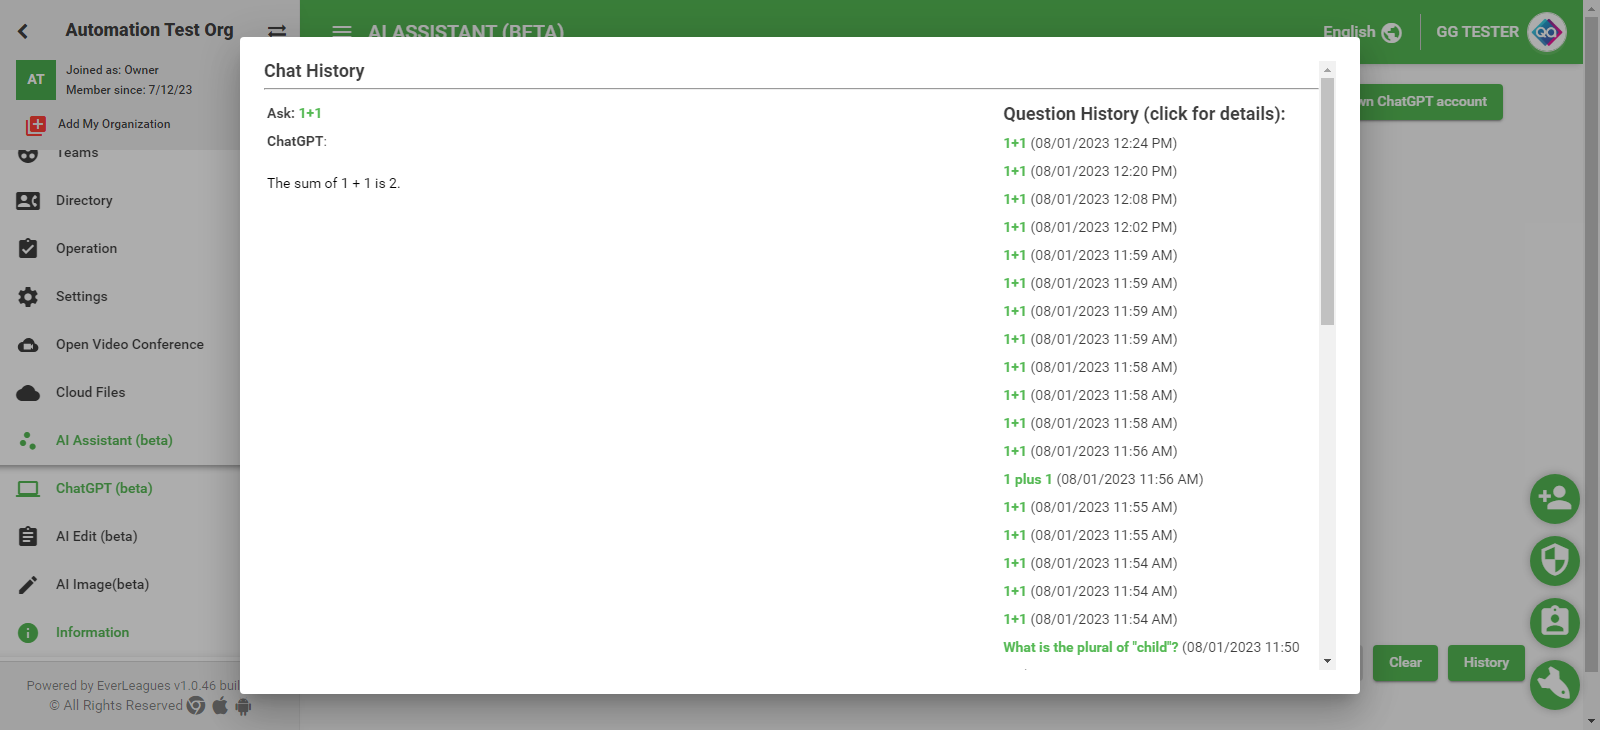 Automation Test Org
AT
Joined as: Owner
Member since: 7/12/23
Add My Organization
Teams
Directory
Operation
Settings
Open Video Conference
Cloud Files
AI Assistant (beta)
ChatGPT (beta)
AI Edit (beta)
AI Image(beta)
Information
Powered by EverLeagues v1.0.46
© All Rights Reserved
AI ASSISTANT (BETA)
English
GG TESTER
QA
ChatGPT account
Chat History
Ask: 1+1
ChatGPT:
The sum of 1 + 1 is 2.
Question History (click for details):
1+1 (08/01/2023 12:24 PM)
1+1 (08/01/2023 12:20 PM)
1+1 (08/01/2023 12:08 PM)
1+1 (08/01/2023 12:02 PM)
1+1 (08/01/2023 11:59 AM)
1+1 (08/01/2023 11:59 AM)
1+1 (08/01/2023 11:59 AM)
1+1 (08/01/2023 11:59 AM)
1+1 (08/01/2023 11:58 AM)
1+1 (08/01/2023 11:58 AM)
1+1 (08/01/2023 11:58 AM)
1+1 (08/01/2023 11:56 AM)
1 plus 1 (08/01/2023 11:56 AM)
1+1 (08/01/2023 11:55 AM)
1+1 (08/01/2023 11:55 AM)
1+1 (08/01/2023 11:54 AM)
1+1 (08/01/2023 11:54 AM)
1+1 (08/01/2023 11:54 AM)
What is the plural of "child"? (08/01/2023 11:50
Clear
History